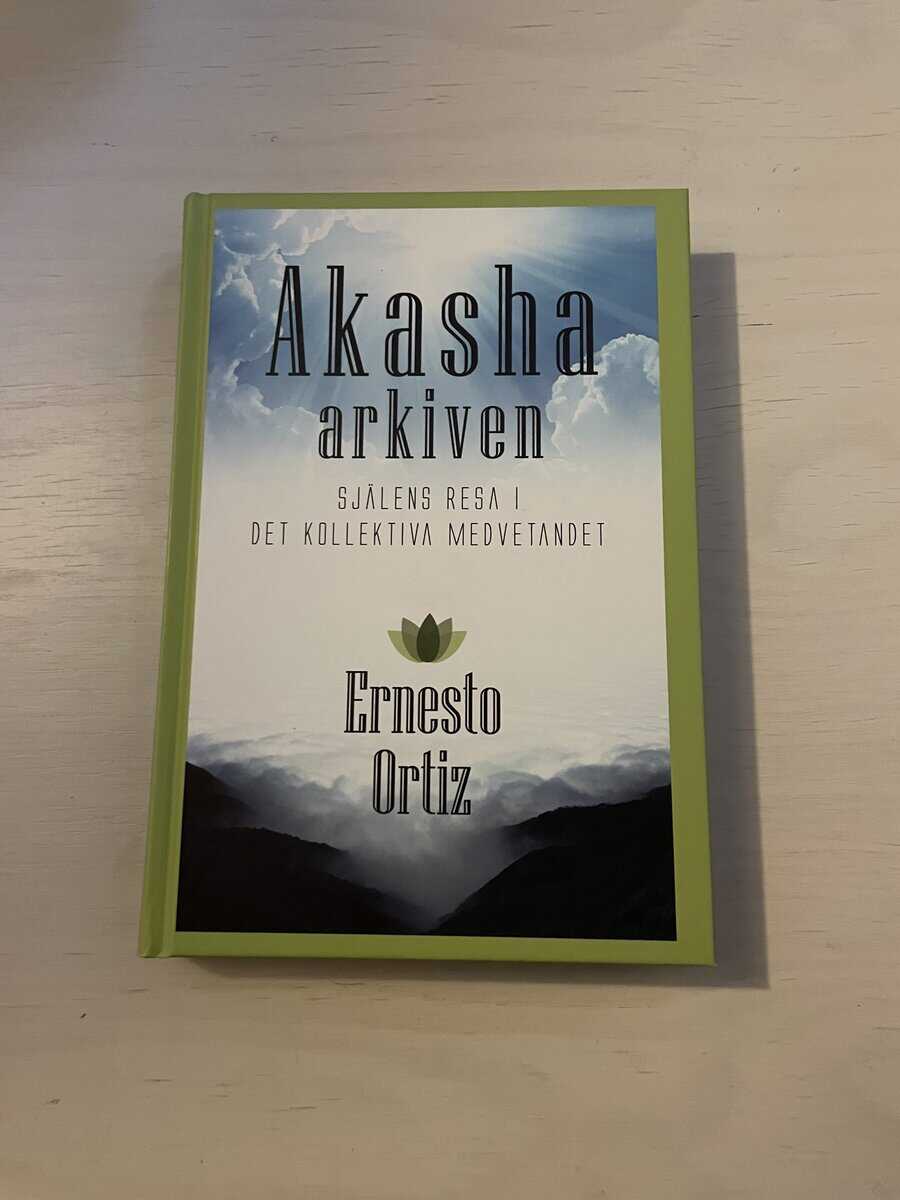 Akasha
arkiven
SJÄLENS RESA I
DET KOLLEKTIVA MEDVETANDET
Ernesto
Ortiz